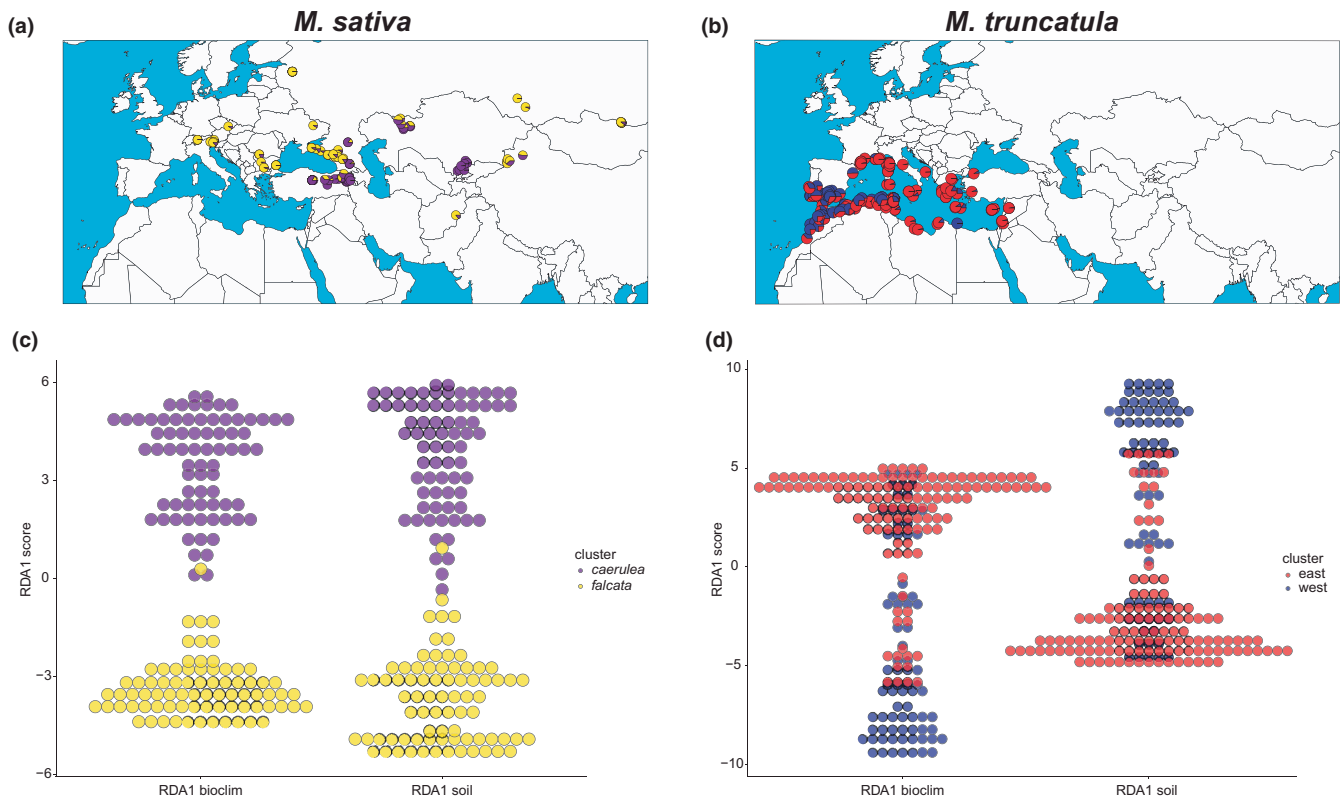 (a)
M. sativa
(b)
M. truncatula
(c)
RDA1 score
6
3
0
−3
−6
RDA1 bioclim
RDA1 soil
cluster
caerulea
falcata
(d)
RDA1 score
10
5
0
−5
−10
RDA1 bioclim
RDA1 soil
cluster
east
west